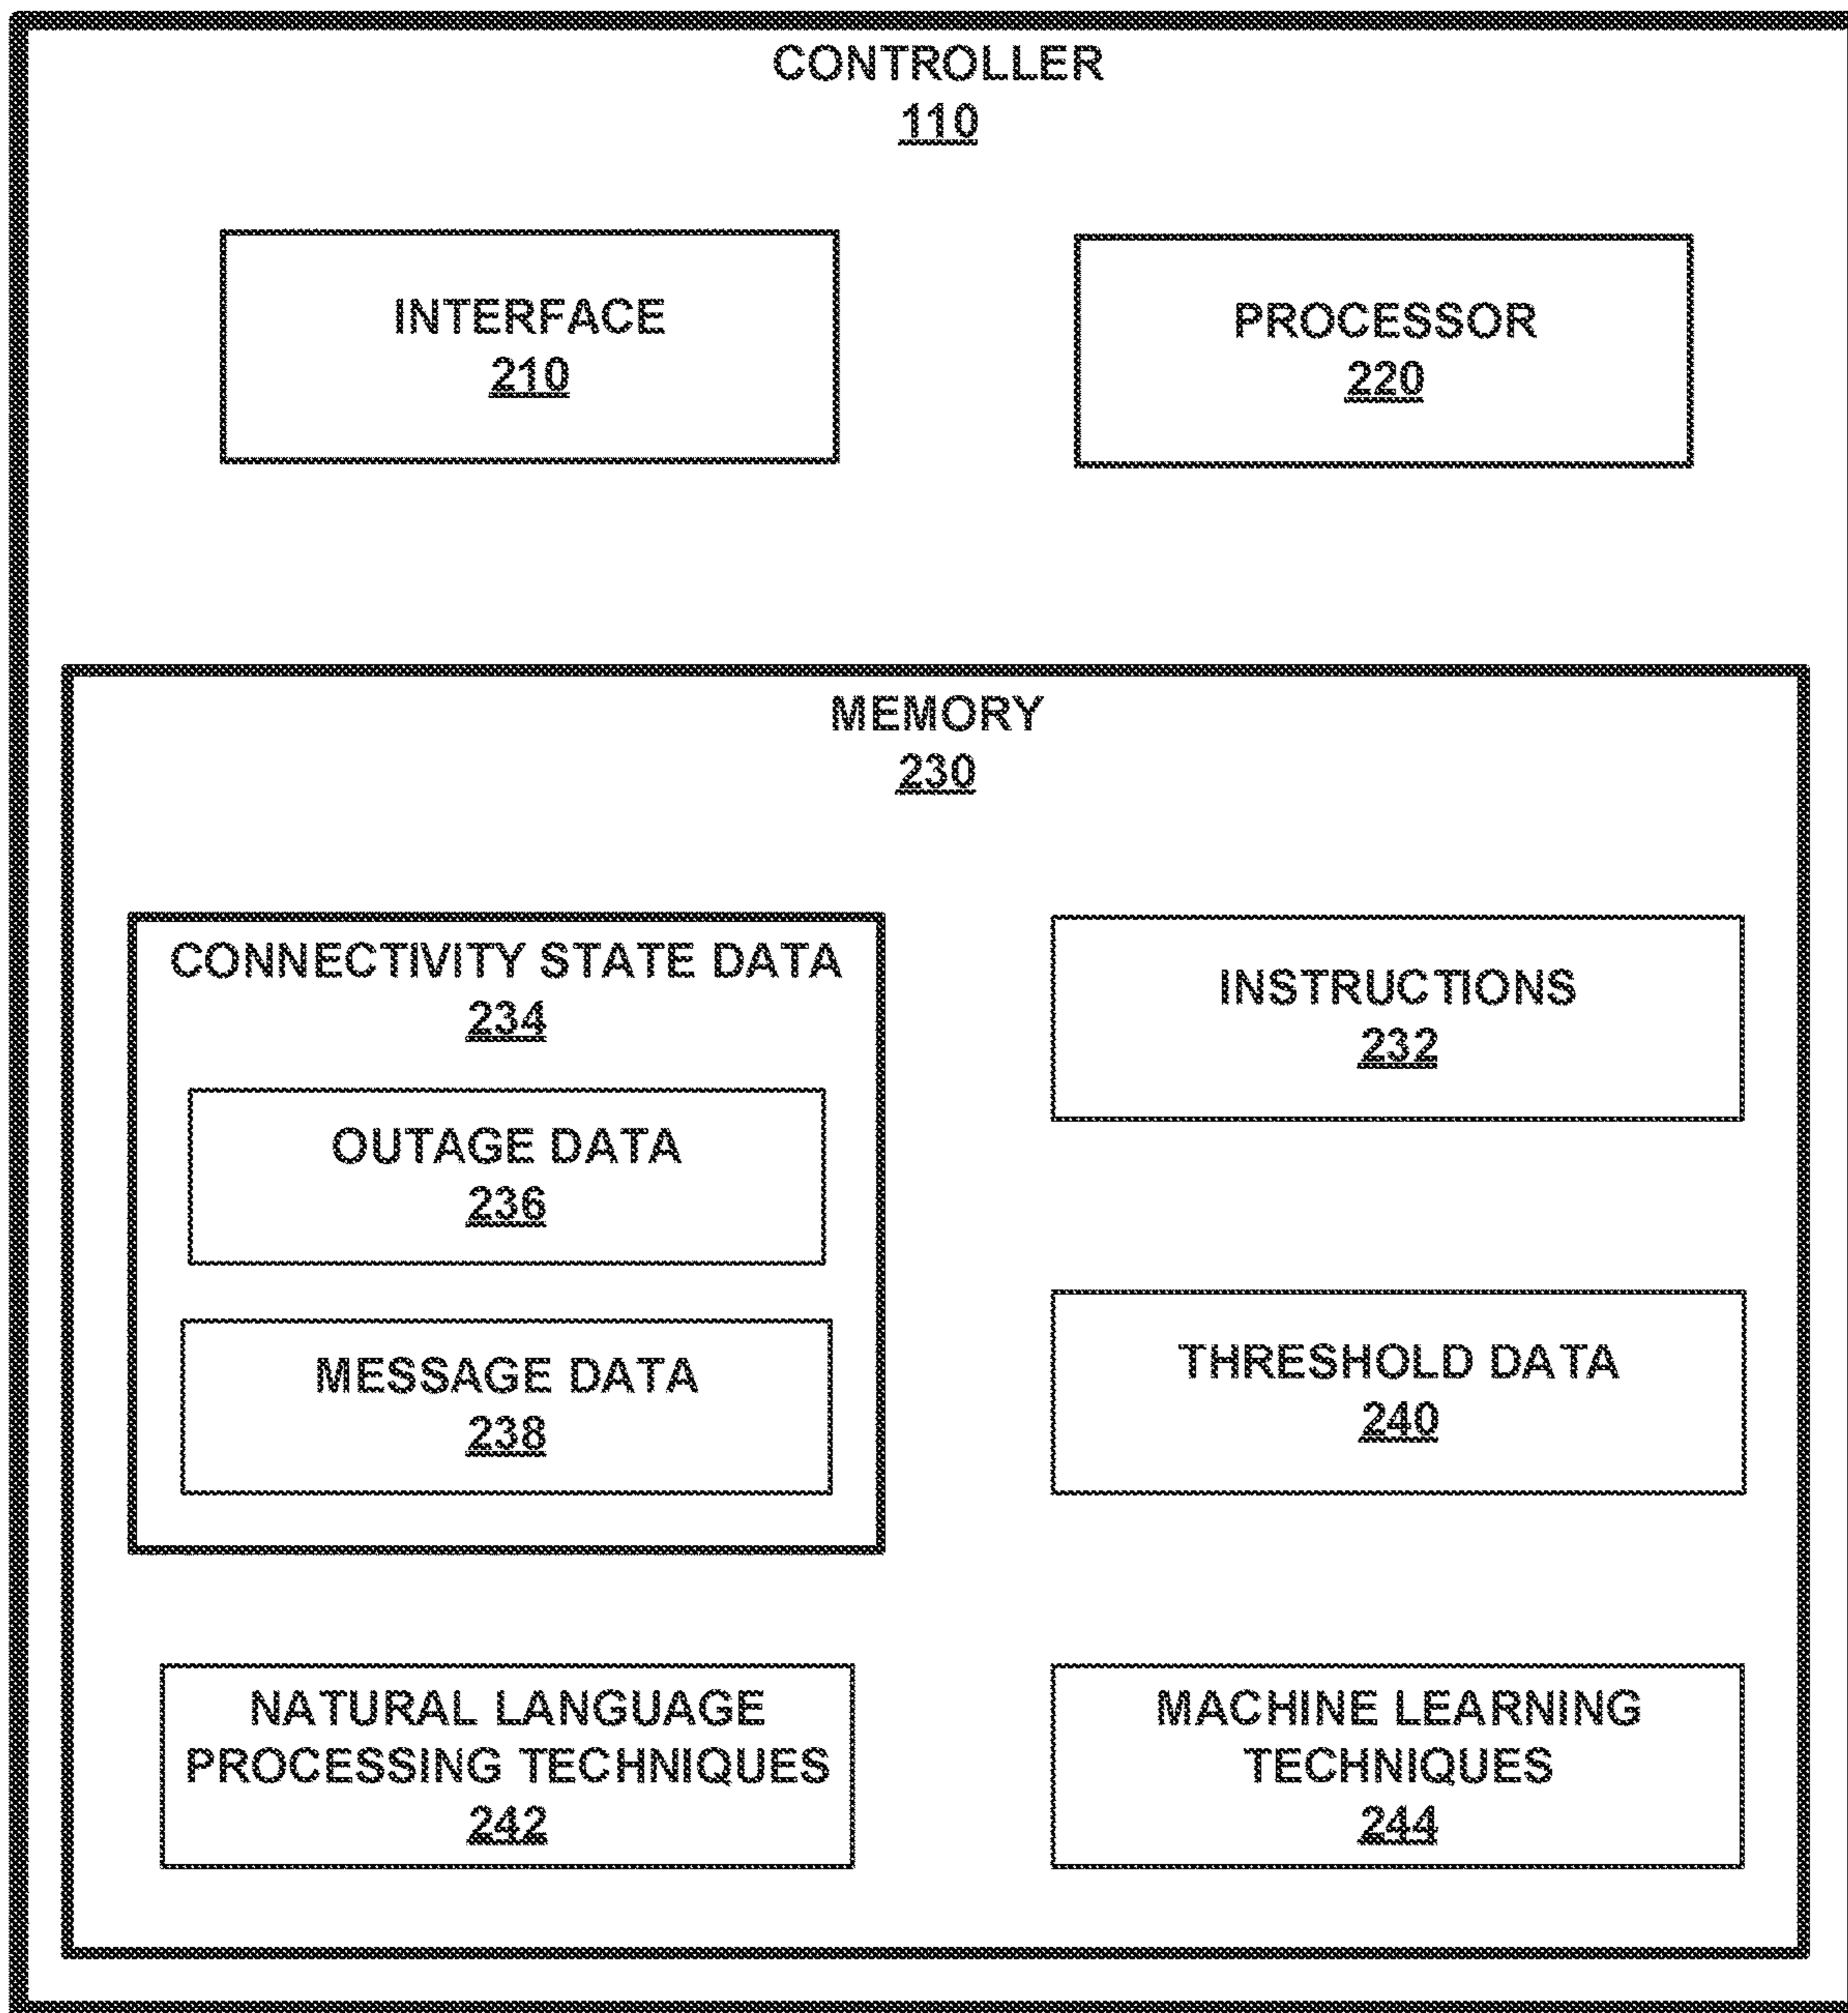 CONTROLLER
110
INTERFACE
210
PROCESSOR
220
MEMORY
230
CONNECTIVITY STATE DATA
234
OUTAGE DATA
236
MESSAGE DATA
238
INSTRUCTIONS
232
THRESHOLD DATA
240
NATURAL LANGUAGE
PROCESSING TECHNIQUES
242
MACHINE LEARNING
TECHNIQUES
244